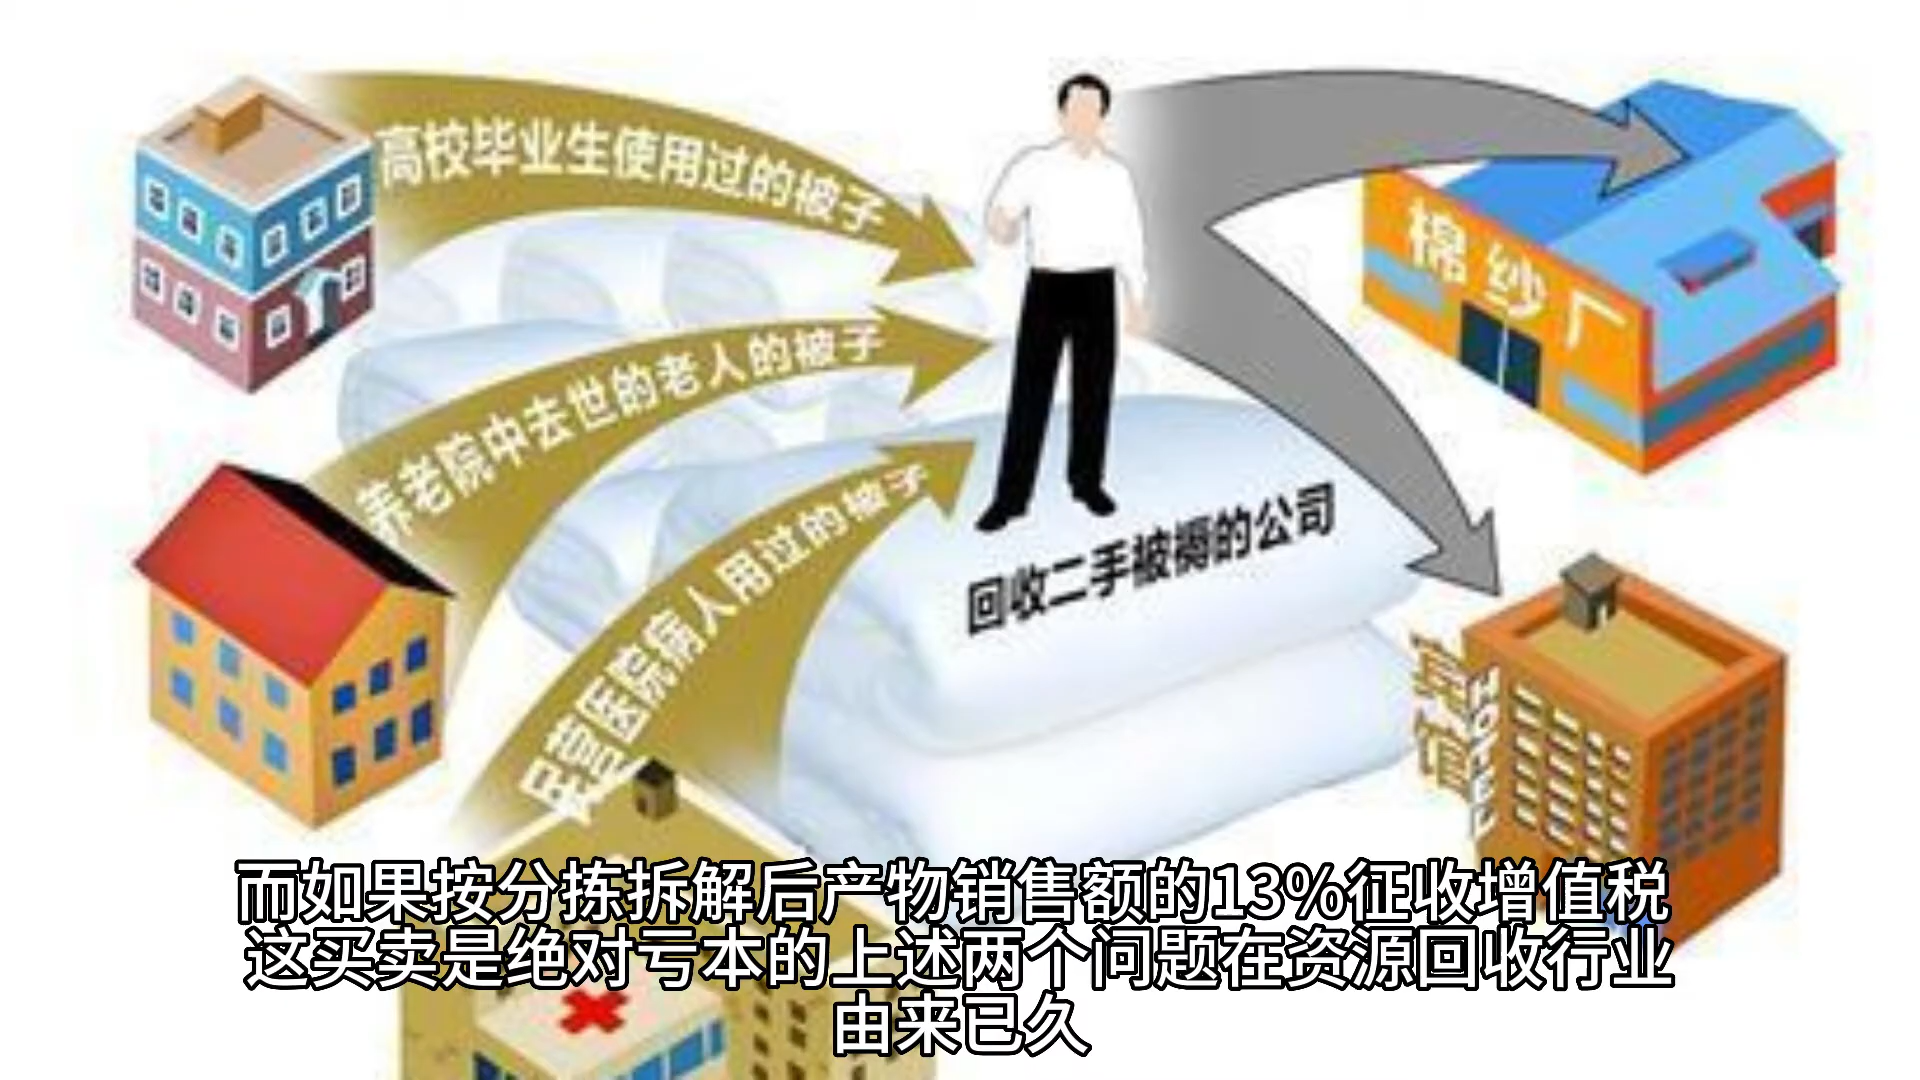 高校毕业生使用过的被子
养老院中去世的老人的被子
民营医院病人用过的被子
回收二手被褥的公司
棉纱厂
宾馆
HOTEL
而如果按分拣拆解后产物销售额的13%征收增值税
这买卖是绝对亏本的上述两个问题在资源回收行业
由来已久